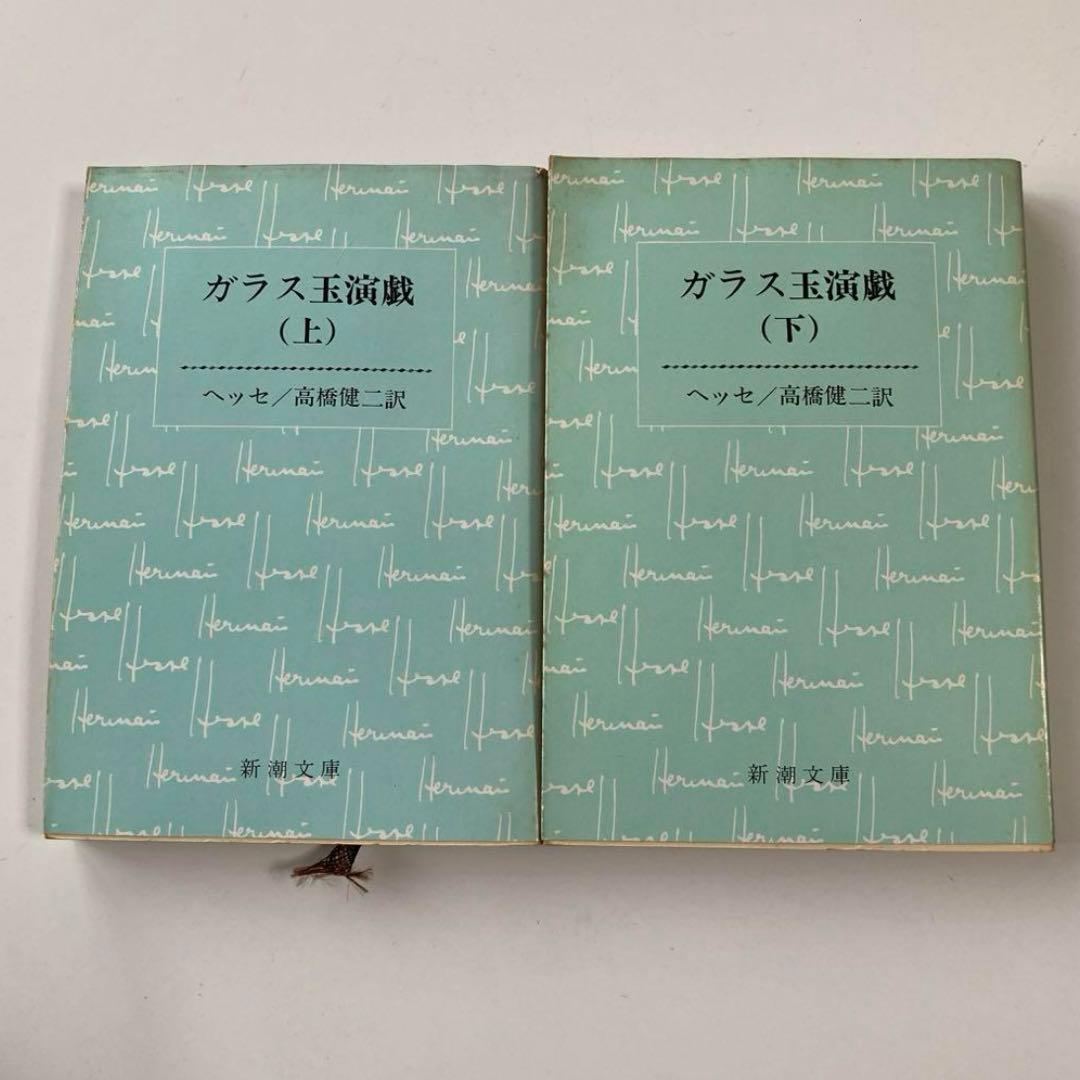 ガラス玉演戯
(上)
ヘッセ/高橋健二訳
新潮文庫
ガラス玉演戯
(下)
ヘッセ/高橋健二訳
新潮文庫